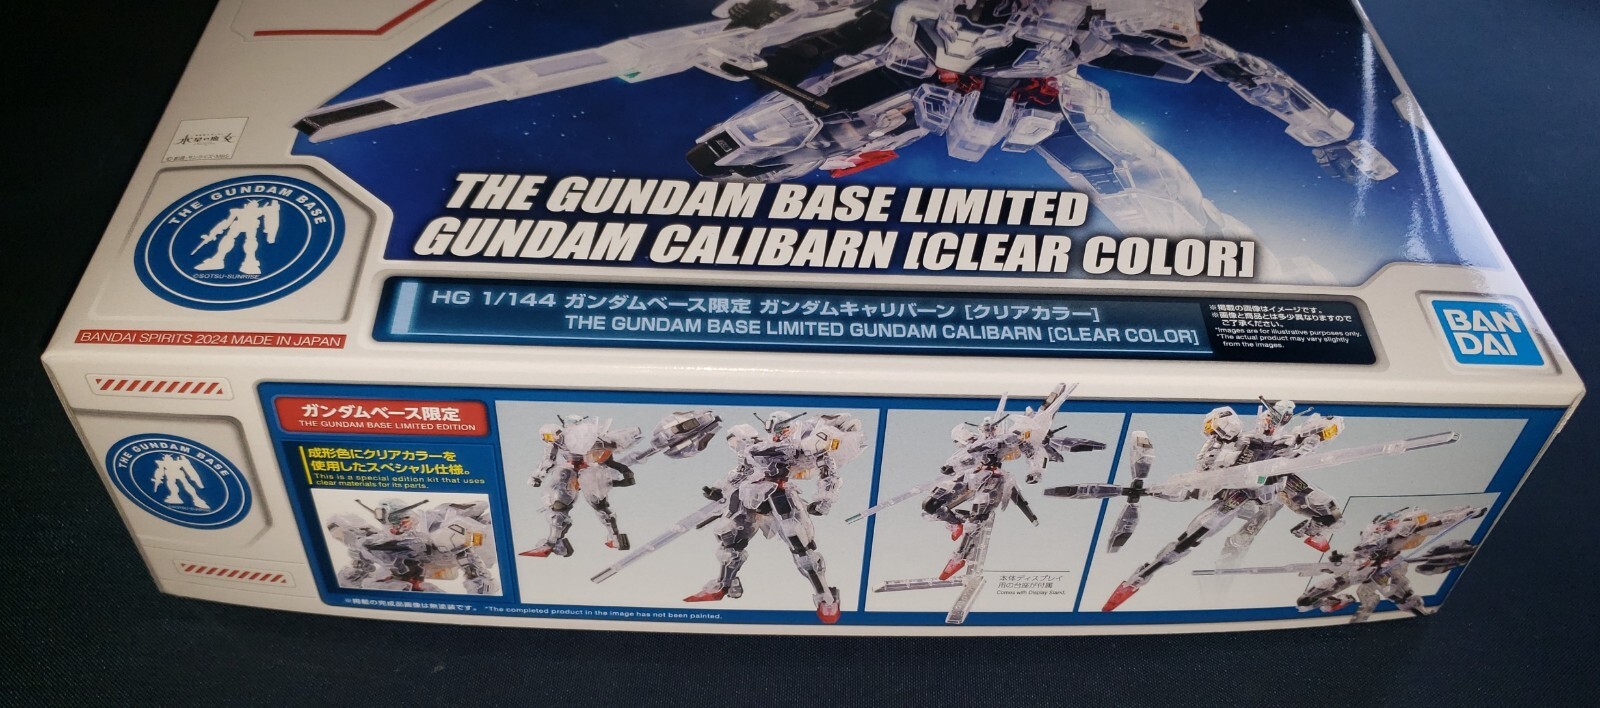 水星の魔女
THE GUNDAM BASE
©SOTSU・SUNRISE
THE GUNDAM BASE LIMITED
GUNDAM CALIBARN [CLEAR COLOR]
HG 1/144 ガンダムベース限定 ガンダムキャリバーン [クリアカラー]
THE GUNDAM BASE LIMITED GUNDAM CALIBARN [CLEAR COLOR]
※掲載の画像はイメージです。
※画像と商品とは多少異なりますので
ご了承ください。
*Images are for illustrative purposes only.
*The actual product may vary slightly
from the images.
BAN
DAI
BANDAI SPIRITS 2024 MADE IN JAPAN
THE GUNDAM BASE
ガンダムベース限定
THE GUNDAM BASE LIMITED EDITION
成形色にクリアカラーを
使用したスペシャル仕様。
This is a special edition kit that uses
clear materials for its parts.
本体ディスプレイ
用の台座が付属
Comes with Display Stand.
※掲載の完成品画像は無塗装です。 *The completed product in the image has not been painted.